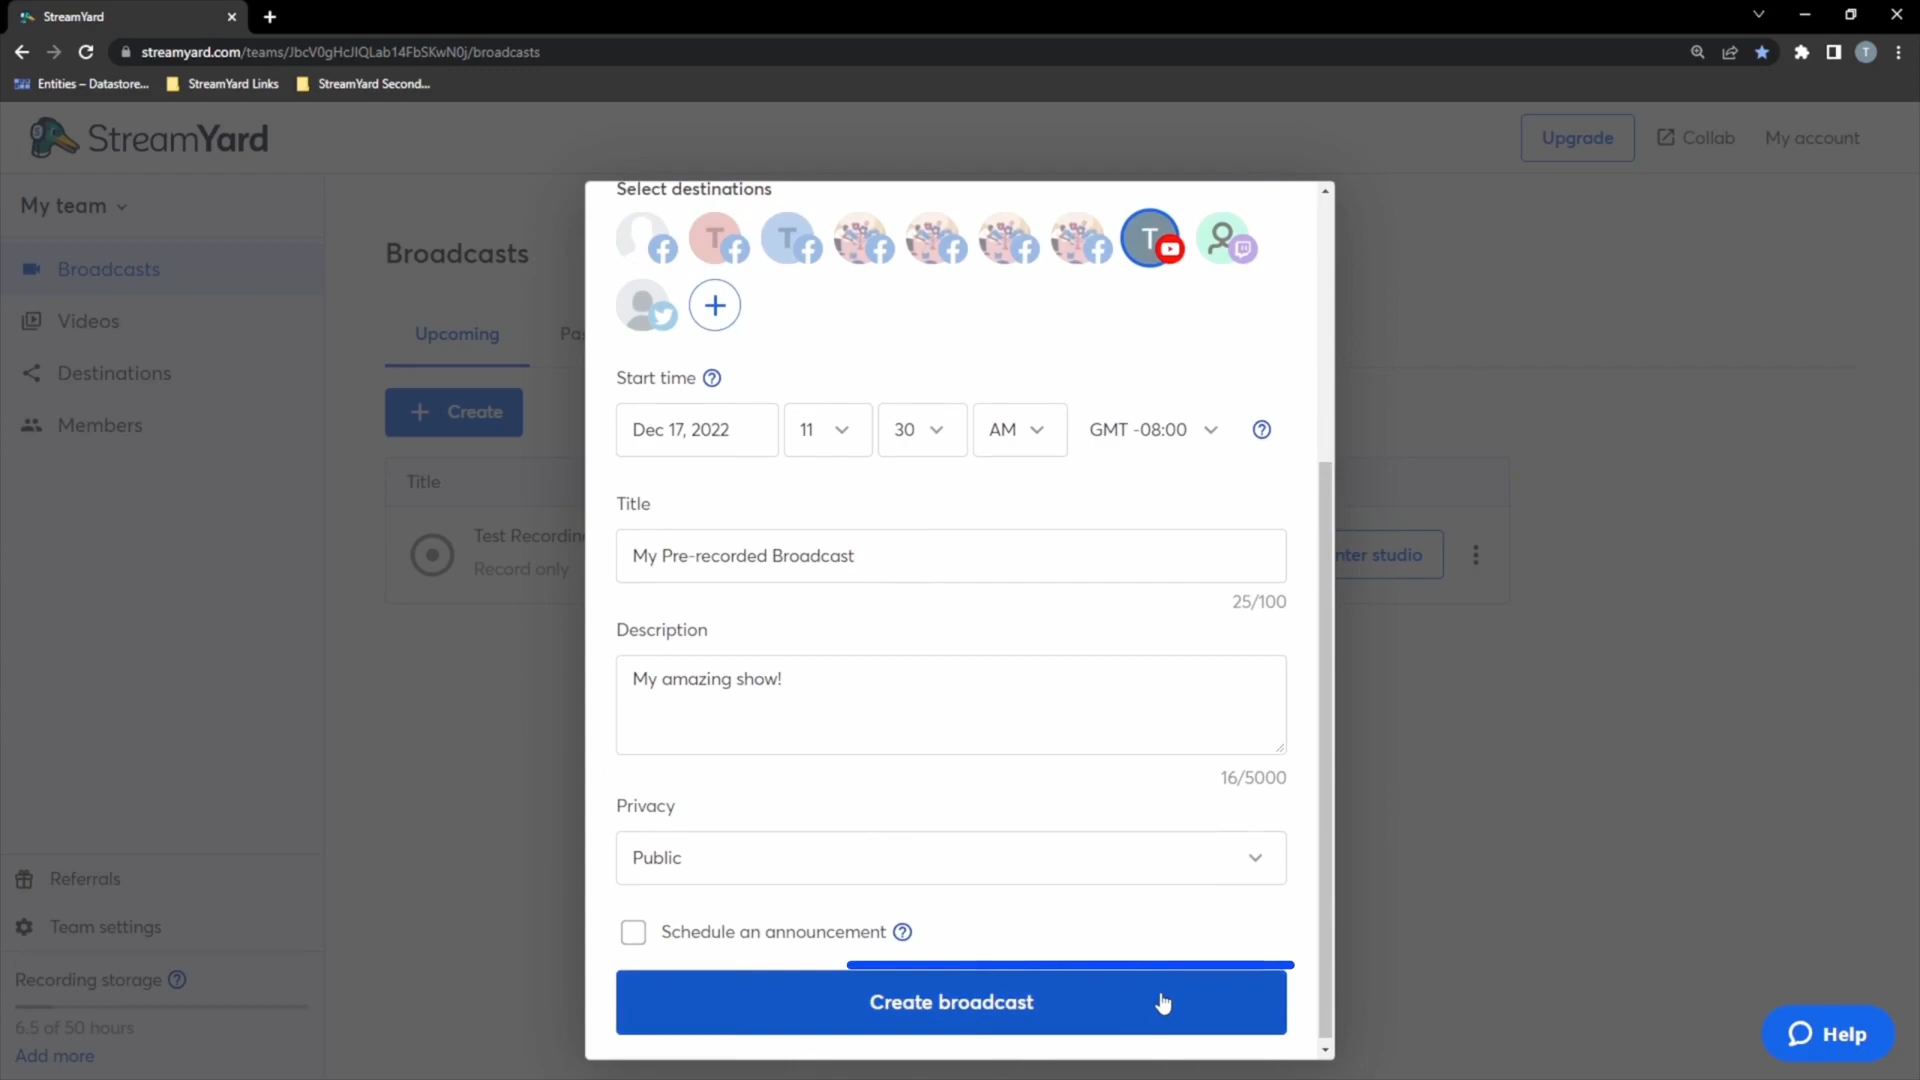 StreamYard
streamyard.com/teams/JbcV0gHcJIQLab14FbSKwN0j/broadcasts
T
Entities – Datastore...
StreamYard Links
StreamYard Second...
StreamYard
Upgrade
Collab
My account
My team
Broadcasts
Videos
Destinations
Members
Referrals
Team settings
Recording storage
6.5 of 50 hours
Add more
Broadcasts
Upcoming
Pas
+ Create
Title
Test Recordin
Record only
nter studio
Select destinations
T
T
T
Start time
Dec 17, 2022
11
30
AM
GMT -08:00
Title
My Pre-recorded Broadcast
25/100
Description
My amazing show!
16/5000
Privacy
Public
Schedule an announcement
Create broadcast
Help